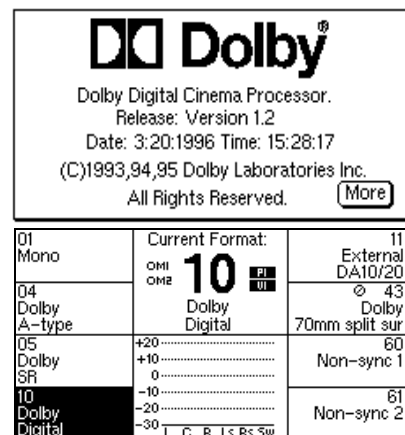 Dolby®
Dolby Digital Cinema Processor.
Release: Version 1.2
Date: 3:20:1996 Time: 15:28:17
(C)1993,94,95 Dolby Laboratories Inc.
All Rights Reserved.
More
01
Mono
04
Dolby
A-type
05
Dolby
SR
10
Dolby
Digital
Current Format:
OM1
OM2
10
P1
V1
Dolby
Digital
+20
+10
0
-10
-20
-30
L C R Ls Rs Sw
11
External
DA10/20
∅ 43
Dolby
70mm split sur
60
Non-sync 1
61
Non-sync 2